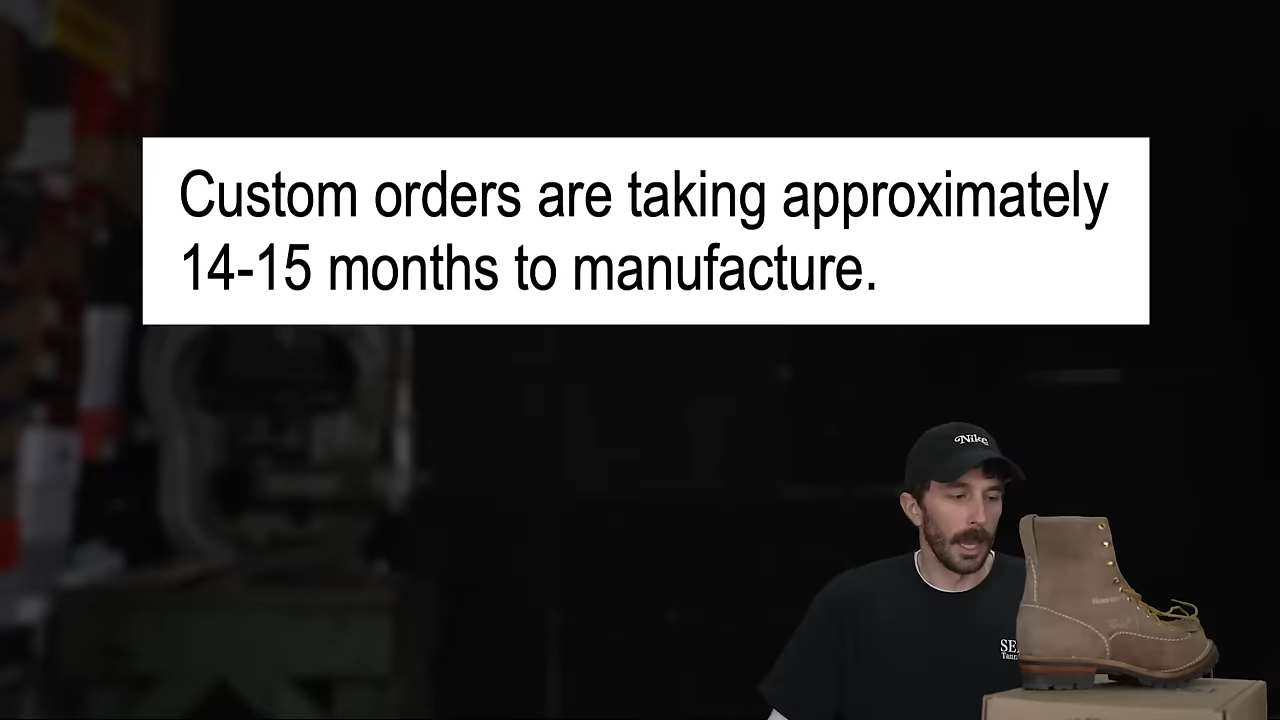 Custom orders are taking approximately
14-15 months to manufacture.
Nike